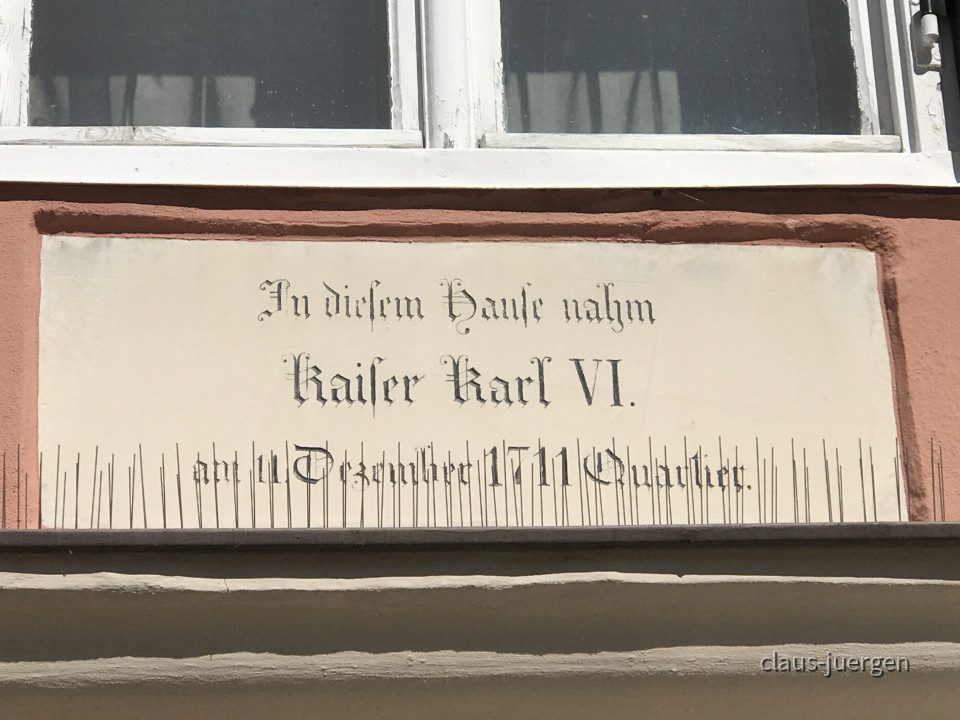 In dieſem Hauſe nahm
Kaiſer Karl VI.
am 11. Dezember 1711 Quartier.
claus-juergen